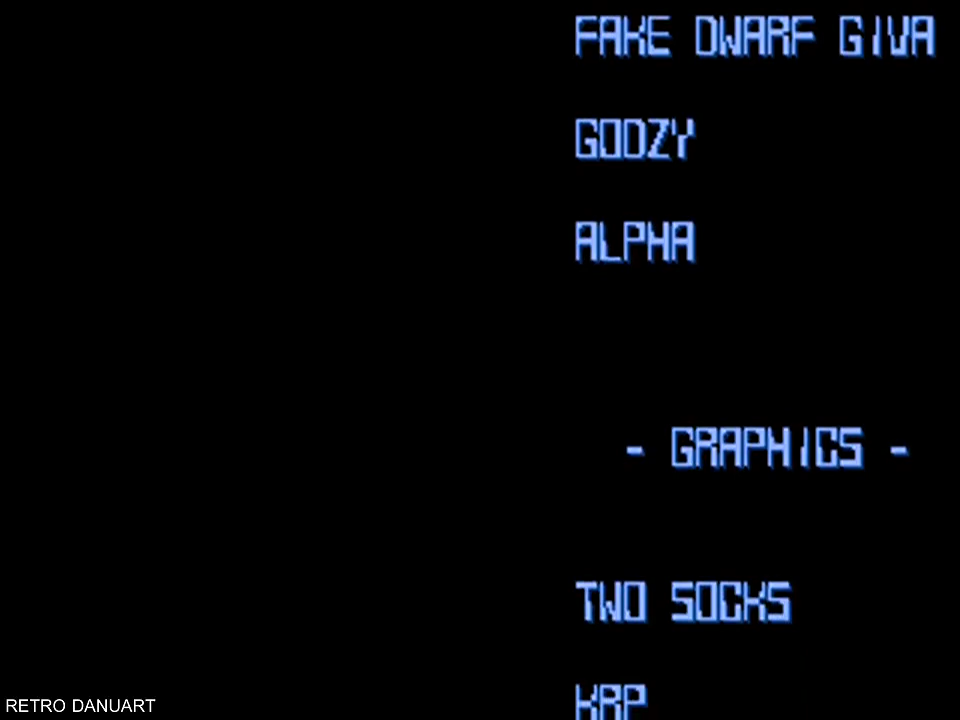 FAKE DWARF GIVA
GODZY
ALPHA
- GRAPHICS -
TWO SOCKS
KRP
RETRO DANUART